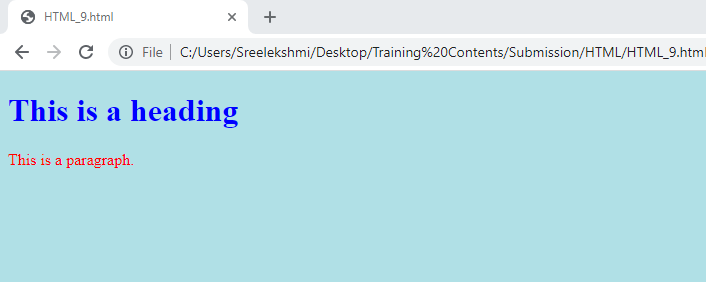 HTML_9.html
File C:/Users/Sreelekshmi/Desktop/Training%20Contents/Submission/HTML/HTML_9.html
This is a heading
This is a paragraph.